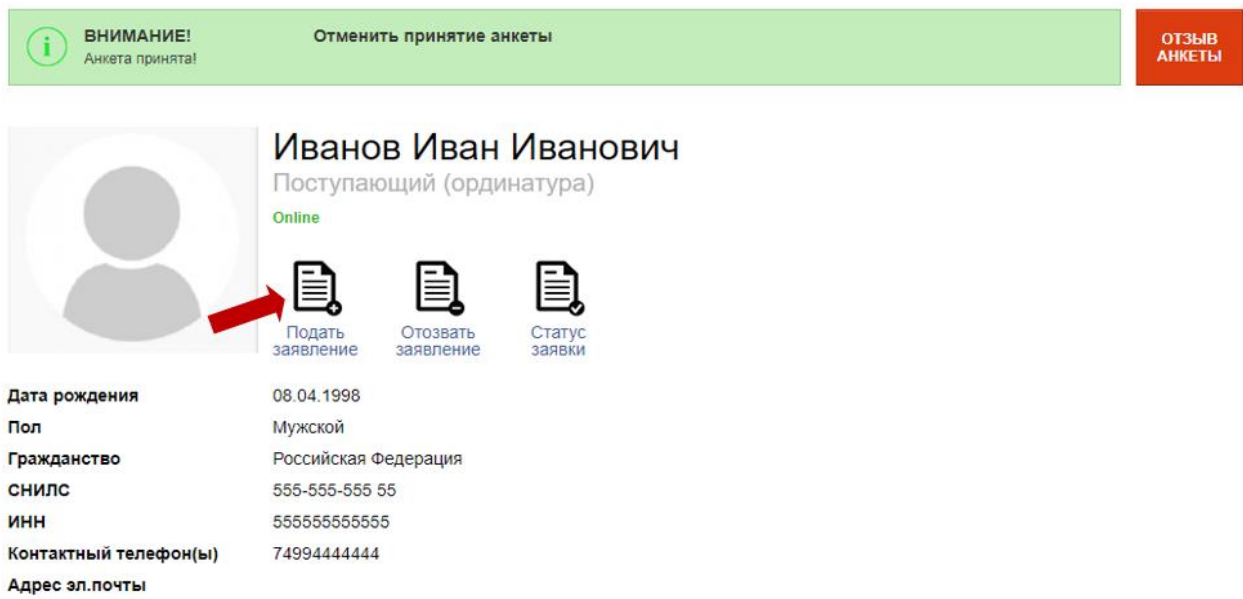 ВНИМАНИЕ!
Отменить принятие анкеты
Анкета принята!
ОТЗЫВ
АНКЕТЫ
Иванов Иван Иванович
Поступающий (ординатура)
Online
Подать
заявление
Отозвать
заявление
Статус
заявки
Дата рождения 08.04.1998
Пол Мужской
Гражданство Российская Федерация
СНИЛС 555-555-555 55
ИНН 555555555555
Контактный телефон(ы) 74994444444
Адрес эл.почты